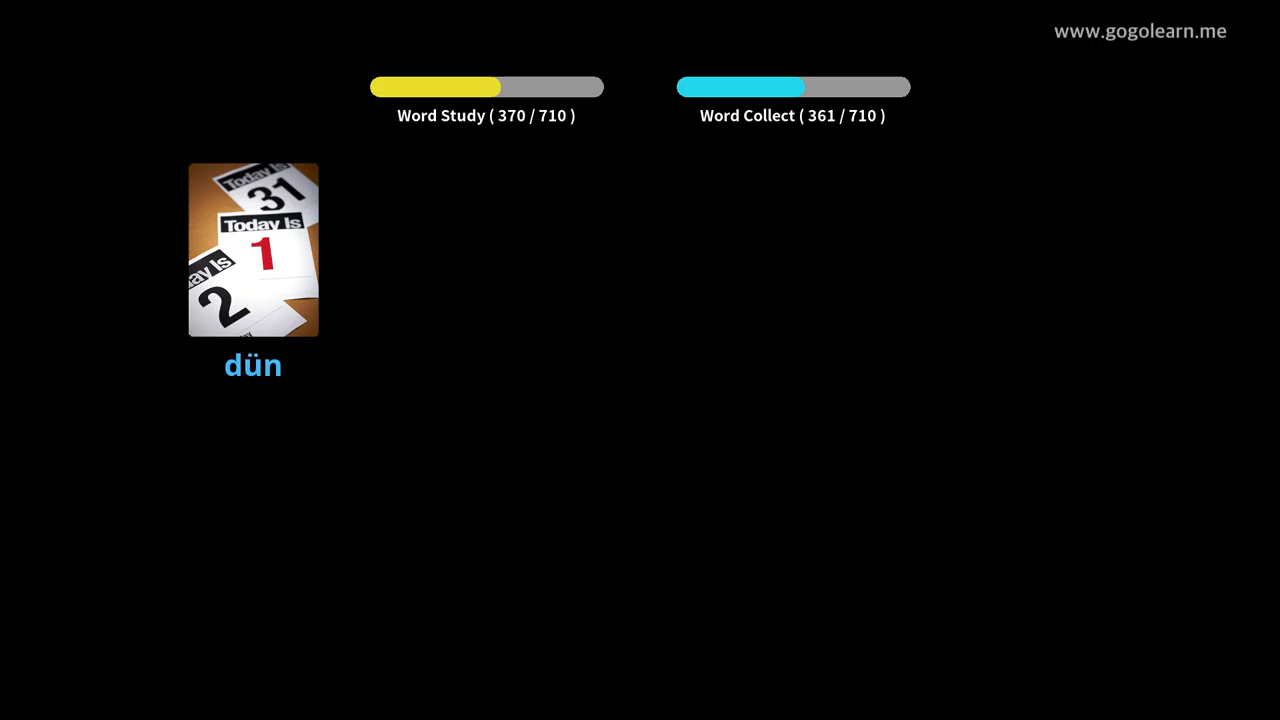 www.gogolearn.me
Word Study ( 370 / 710 )
Word Collect ( 361 / 710 )
Today Is
31
Today Is
1
ay Is
2
dün